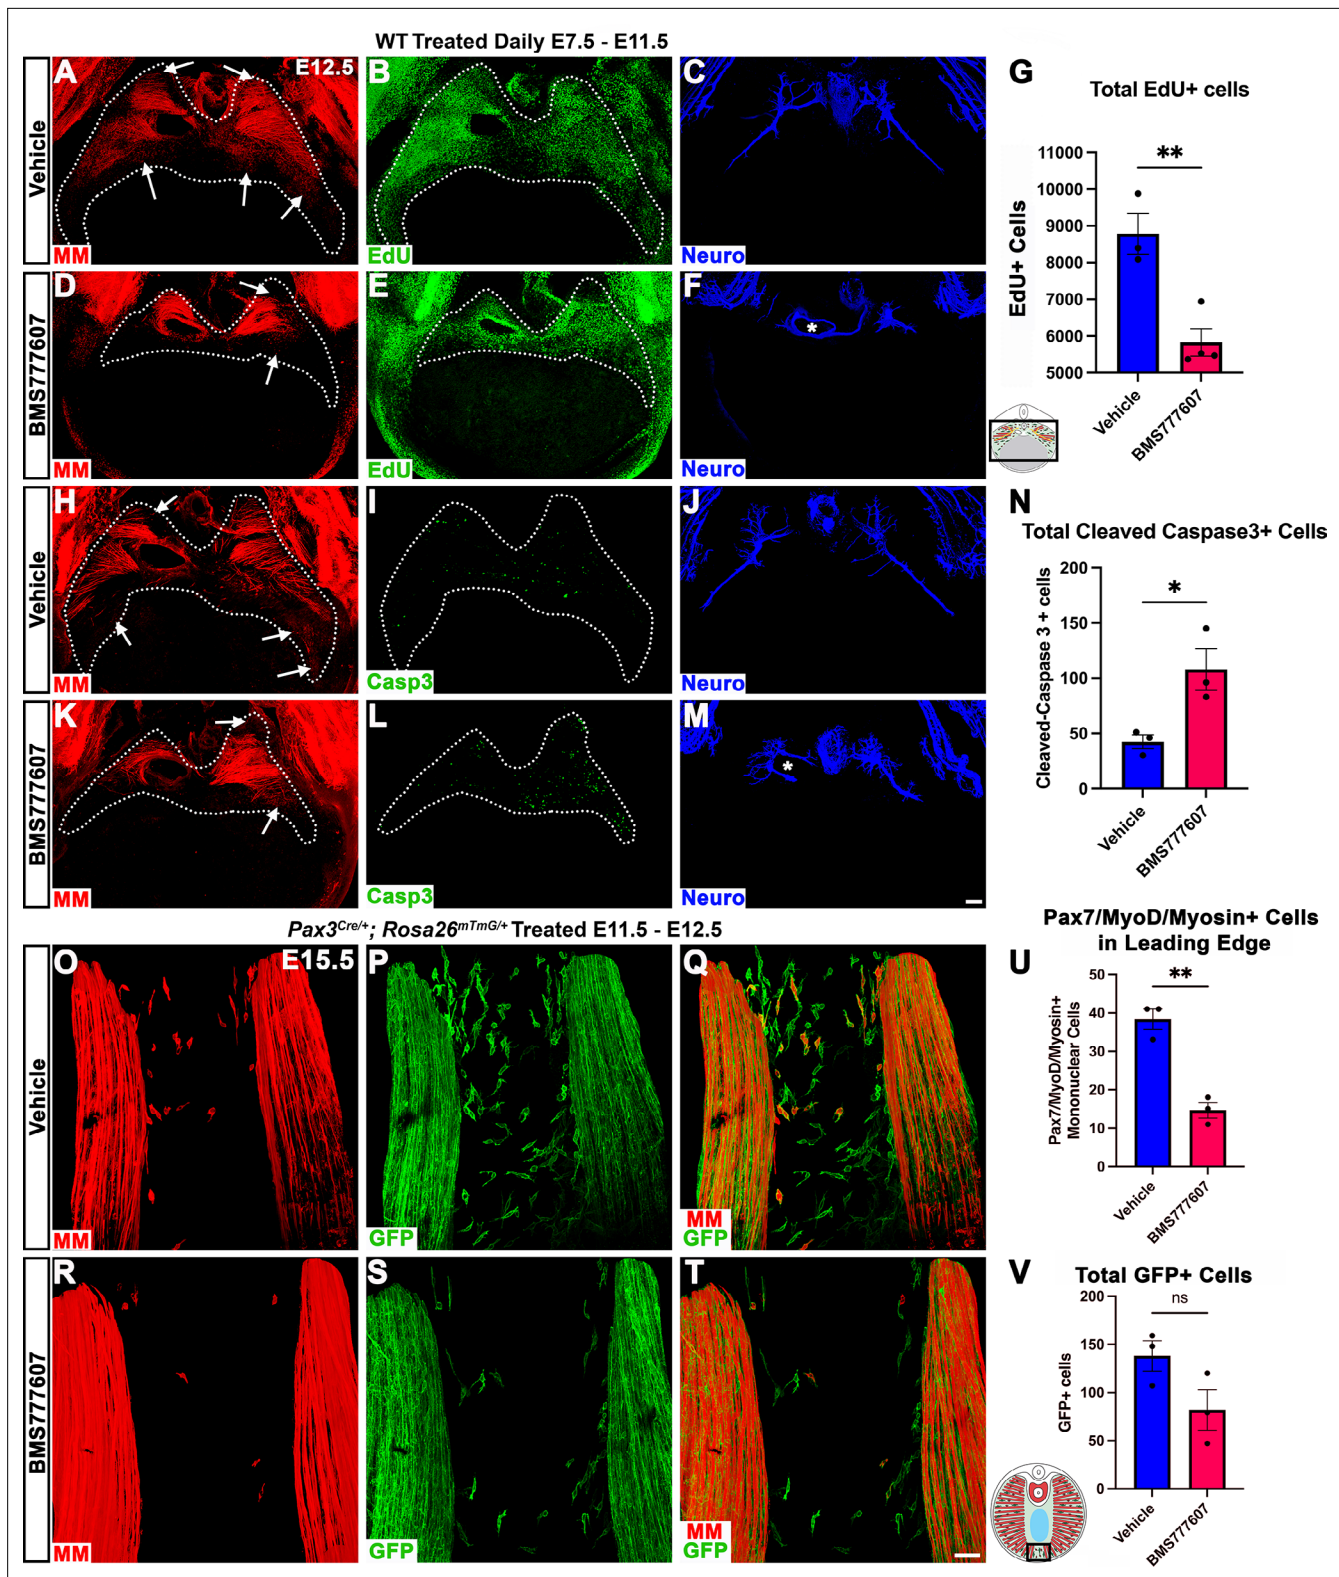 WT Treated Daily E7.5 - E11.5
Vehicle
A
E12.5
MM
B
EdU
C
Neuro
G
Total EdU+ cells
EdU+ Cells
11000
10000
9000
8000
7000
6000
5000
**
Vehicle
BMS777607
BMS777607
D
MM
E
EdU
F
*
Neuro
Vehicle
H
MM
I
Casp3
J
Neuro
N
Total Cleaved Caspase3+ Cells
Cleaved-Caspase 3 + cells
200
150
100
50
0
*
Vehicle
BMS777607
BMS777607
K
MM
L
Casp3
M
*
Neuro
Pax3Cre/+; Rosa26mTmG/+ Treated E11.5 - E12.5
Vehicle
O
E15.5
MM
P
GFP
Q
MM
GFP
U
Pax7/MyoD/Myosin+ Cells
in Leading Edge
Pax7/MyoD/Myosin+
Mononuclear Cells
50
40
30
20
10
0
**
Vehicle
BMS777607
BMS777607
R
MM
S
GFP
T
MM
GFP
V
Total GFP+ Cells
GFP+ cells
200
150
100
50
0
ns
Vehicle
BMS777607